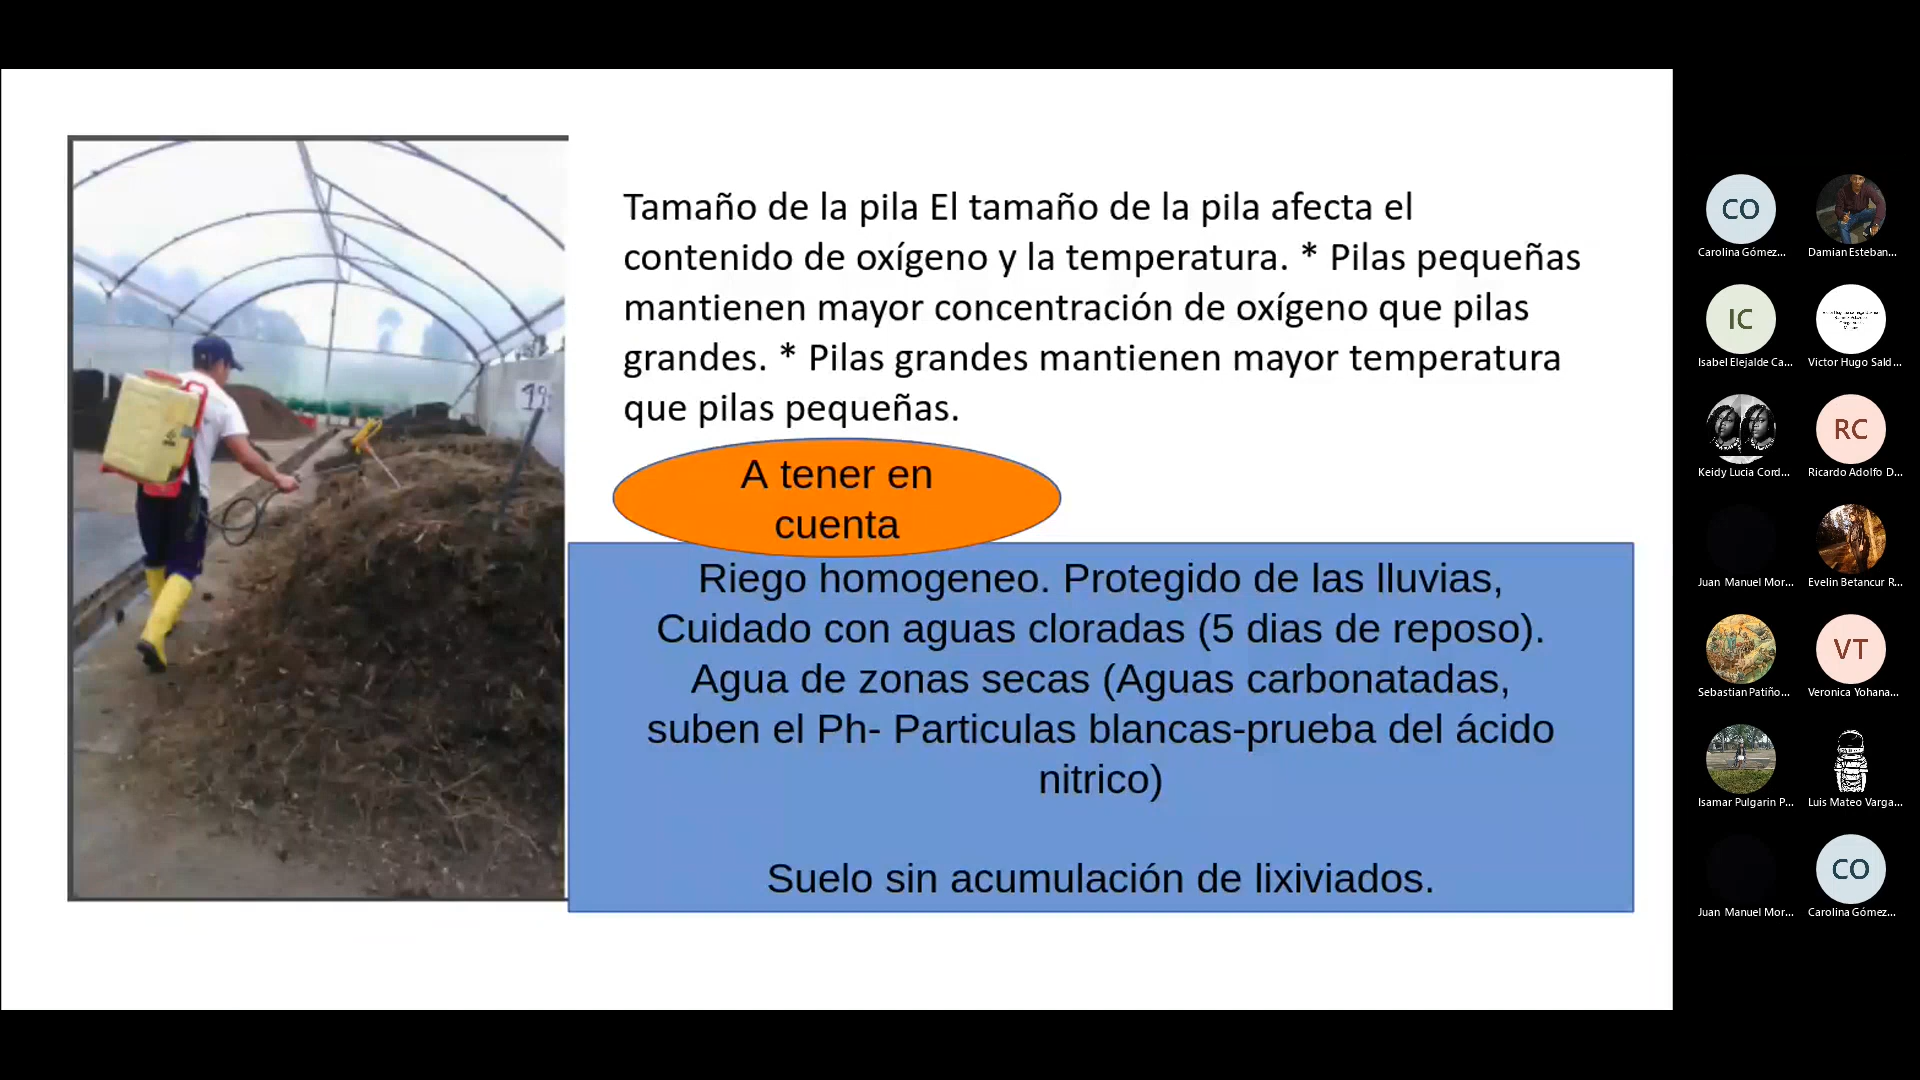 Tamaño de la pila El tamaño de la pila afecta el
contenido de oxígeno y la temperatura. * Pilas pequeñas
mantienen mayor concentración de oxígeno que pilas
grandes. * Pilas grandes mantienen mayor temperatura
que pilas pequeñas.
A tener en
cuenta
Riego homogeneo. Protegido de las lluvias,
Cuidado con aguas cloradas (5 dias de reposo).
Agua de zonas secas (Aguas carbonatadas,
suben el Ph- Particulas blancas-prueba del ácido
nitrico)
Suelo sin acumulación de lixiviados.
CO
Carolina Gómez...
Damian Esteban...
IC
Isabel Elejalde Ca...
Victor Hugo Sald...
Keidy Lucia Cord...
RC
Ricardo Adolfo D...
Juan Manuel Mor...
Evelin Betancur R...
Sebastian Patiño...
VT
Veronica Yohana...
Isamar Pulgarin P...
Luis Mateo Varga...
Juan Manuel Mor...
CO
Carolina Gómez...